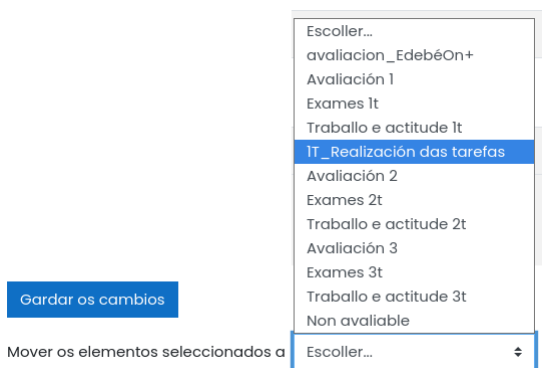 Escoller...
avaliacion_EdebéOn+
Avaliación 1
Exames 1t
Traballo e actitude 1t
1T_Realización das tarefas
Avaliación 2
Exames 2t
Traballo e actitude 2t
Avaliación 3
Exames 3t
Traballo e actitude 3t
Non avaliable
Gardar os cambios
Mover os elementos seleccionados a Escoller...